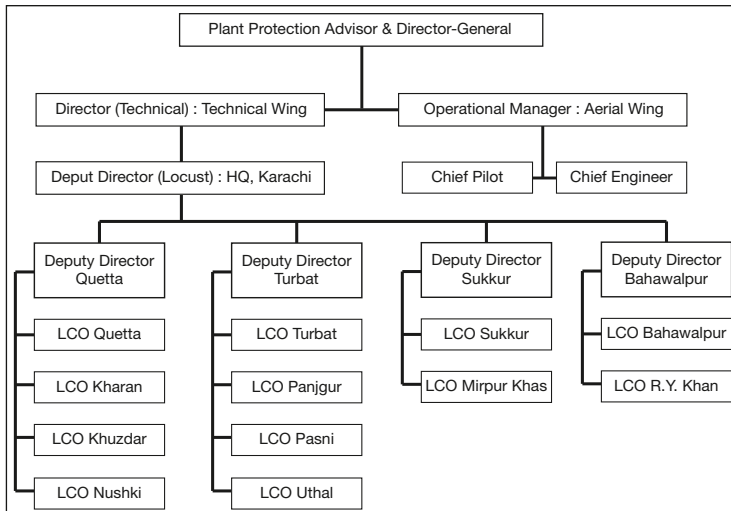 Plant Protection Advisor & Director-General
Director (Technical) : Technical Wing
Operational Manager : Aerial Wing
Deput Director (Locust) : HQ, Karachi
Chief Pilot
Chief Engineer
Deputy Director
Quetta
Deputy Director
Turbat
Deputy Director
Sukkur
Deputy Director
Bahawalpur
LCO Quetta
LCO Turbat
LCO Sukkur
LCO Bahawalpur
LCO Kharan
LCO Panjgur
LCO Mirpur Khas
LCO R.Y. Khan
LCO Khuzdar
LCO Pasni
LCO Nushki
LCO Uthal